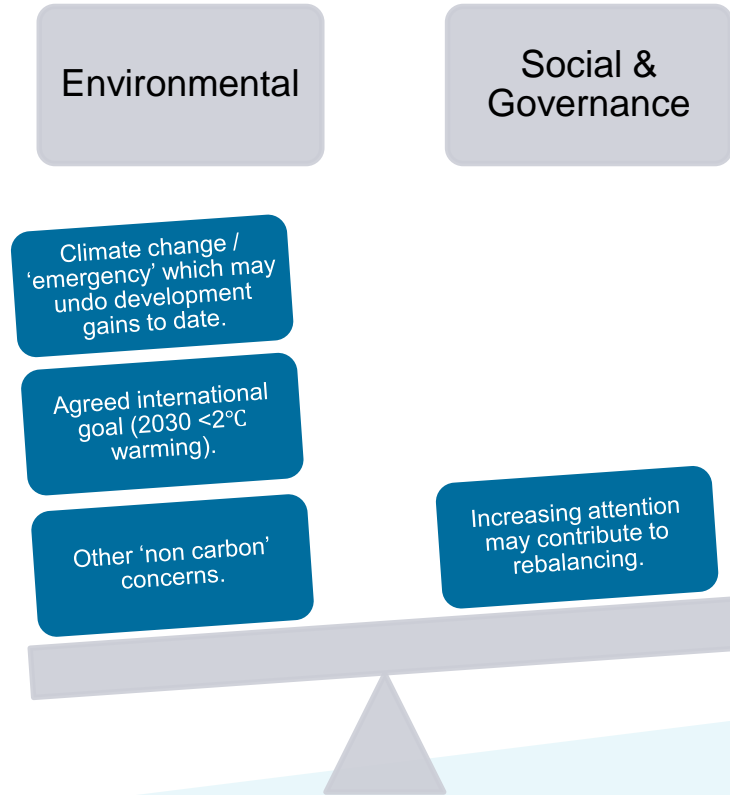 Environmental
Social &
Governance
Climate change /
‘emergency’ which may
undo development
gains to date.
Agreed international
goal (2030 <2℃
warming).
Other ‘non carbon’
concerns.
Increasing attention
may contribute to
rebalancing.